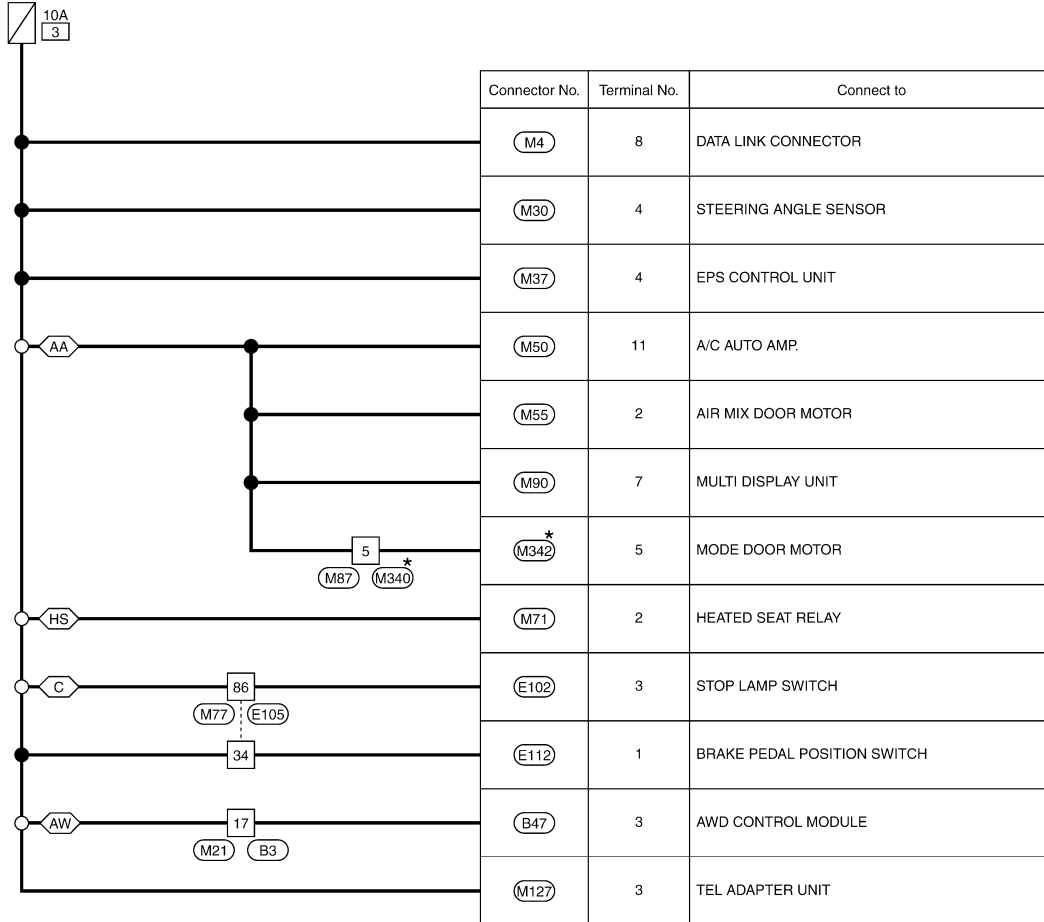 10A
3
Connector No. Terminal No. Connect to
M4 8 DATA LINK CONNECTOR
M30 4 STEERING ANGLE SENSOR
M37 4 EPS CONTROL UNIT
AA M50 11 A/C AUTO AMP.
M55 2 AIR MIX DOOR MOTOR
M90 7 MULTI DISPLAY UNIT
5 M342* 5 MODE DOOR MOTOR
M87 M340*
HS M71 2 HEATED SEAT RELAY
C 86 E102 3 STOP LAMP SWITCH
M77 E105
34 E112 1 BRAKE PEDAL POSITION SWITCH
AW 17 B47 3 AWD CONTROL MODULE
M21 B3
M127 3 TEL ADAPTER UNIT